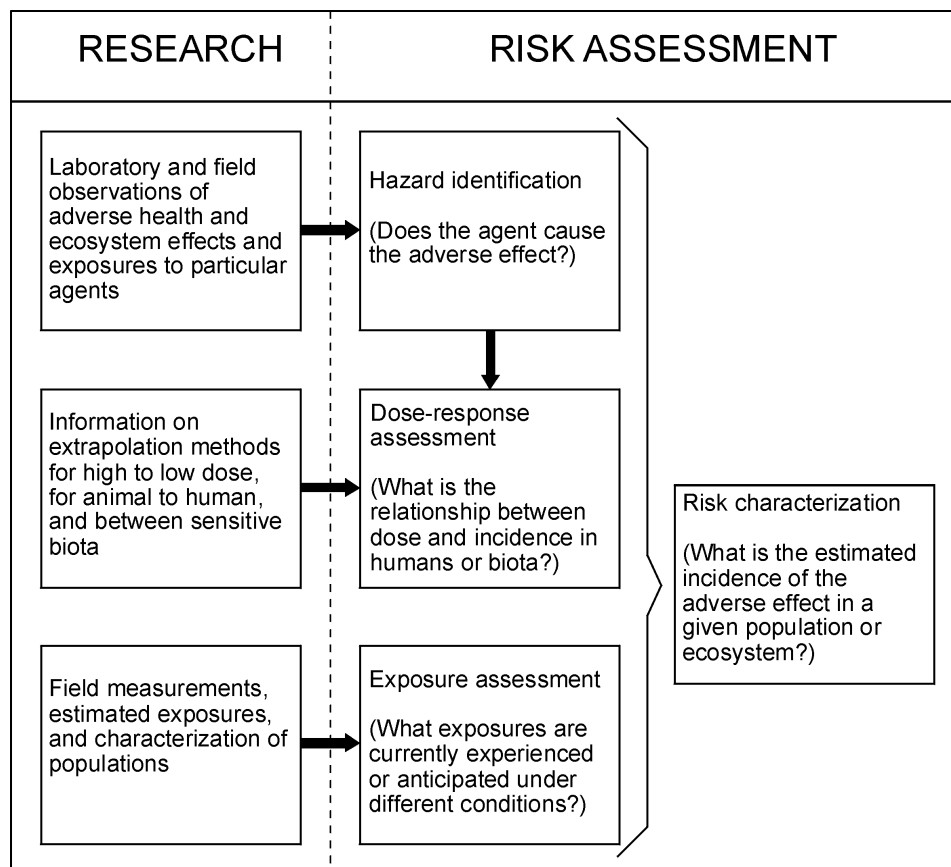 RESEARCH
RISK ASSESSMENT
Laboratory and field
observations of
adverse health and
ecosystem effects and
exposures to particular
agents
Hazard identification
(Does the agent cause
the adverse effect?)
Information on
extrapolation methods
for high to low dose,
for animal to human,
and between sensitive
biota
Dose-response
assessment
(What is the
relationship between
dose and incidence in
humans or biota?)
Risk characterization
(What is the estimated
incidence of the
adverse effect in a
given population or
ecosystem?)
Field measurements,
estimated exposures,
and characterization of
populations
Exposure assessment
(What exposures are
currently experienced
or anticipated under
different conditions?)